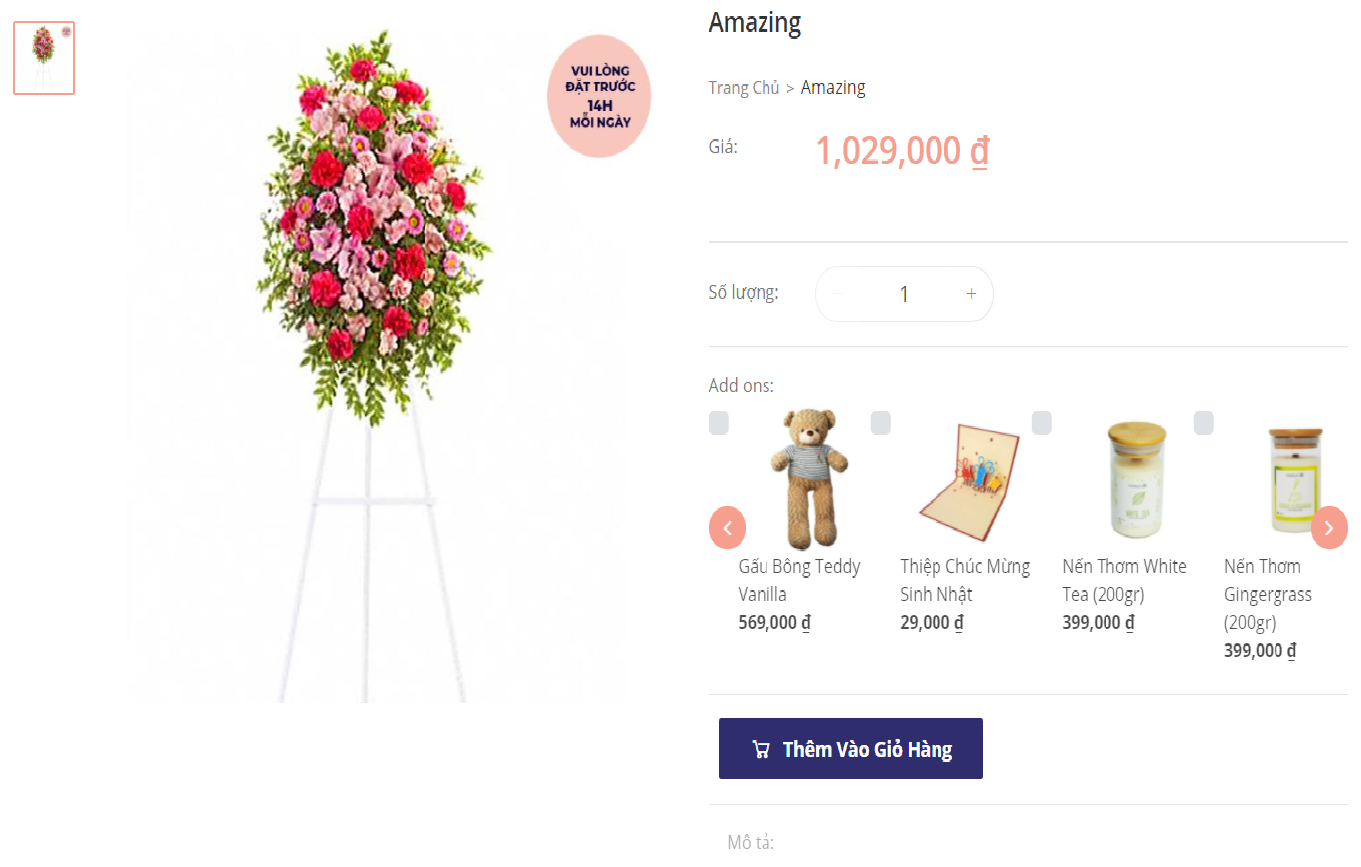 VUI LÒNG
ĐẶT TRƯỚC
14H
MỖI NGÀY
Amazing
Trang Chủ > Amazing
Giá: 1,029,000 ₫
Số lượng: − 1 +
Add ons:
Gấu Bông Teddy
Vanilla
569,000 ₫
Thiệp Chúc Mừng
Sinh Nhật
29,000 ₫
Nến Thơm White
Tea (200gr)
399,000 ₫
Nến Thơm
Gingergrass
(200gr)
399,000 ₫
Thêm Vào Giỏ Hàng
Mô tả: